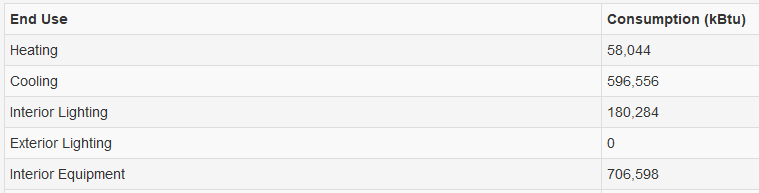 End Use Consumption (kBtu)
Heating 58,044
Cooling 596,556
Interior Lighting 180,284
Exterior Lighting 0
Interior Equipment 706,598